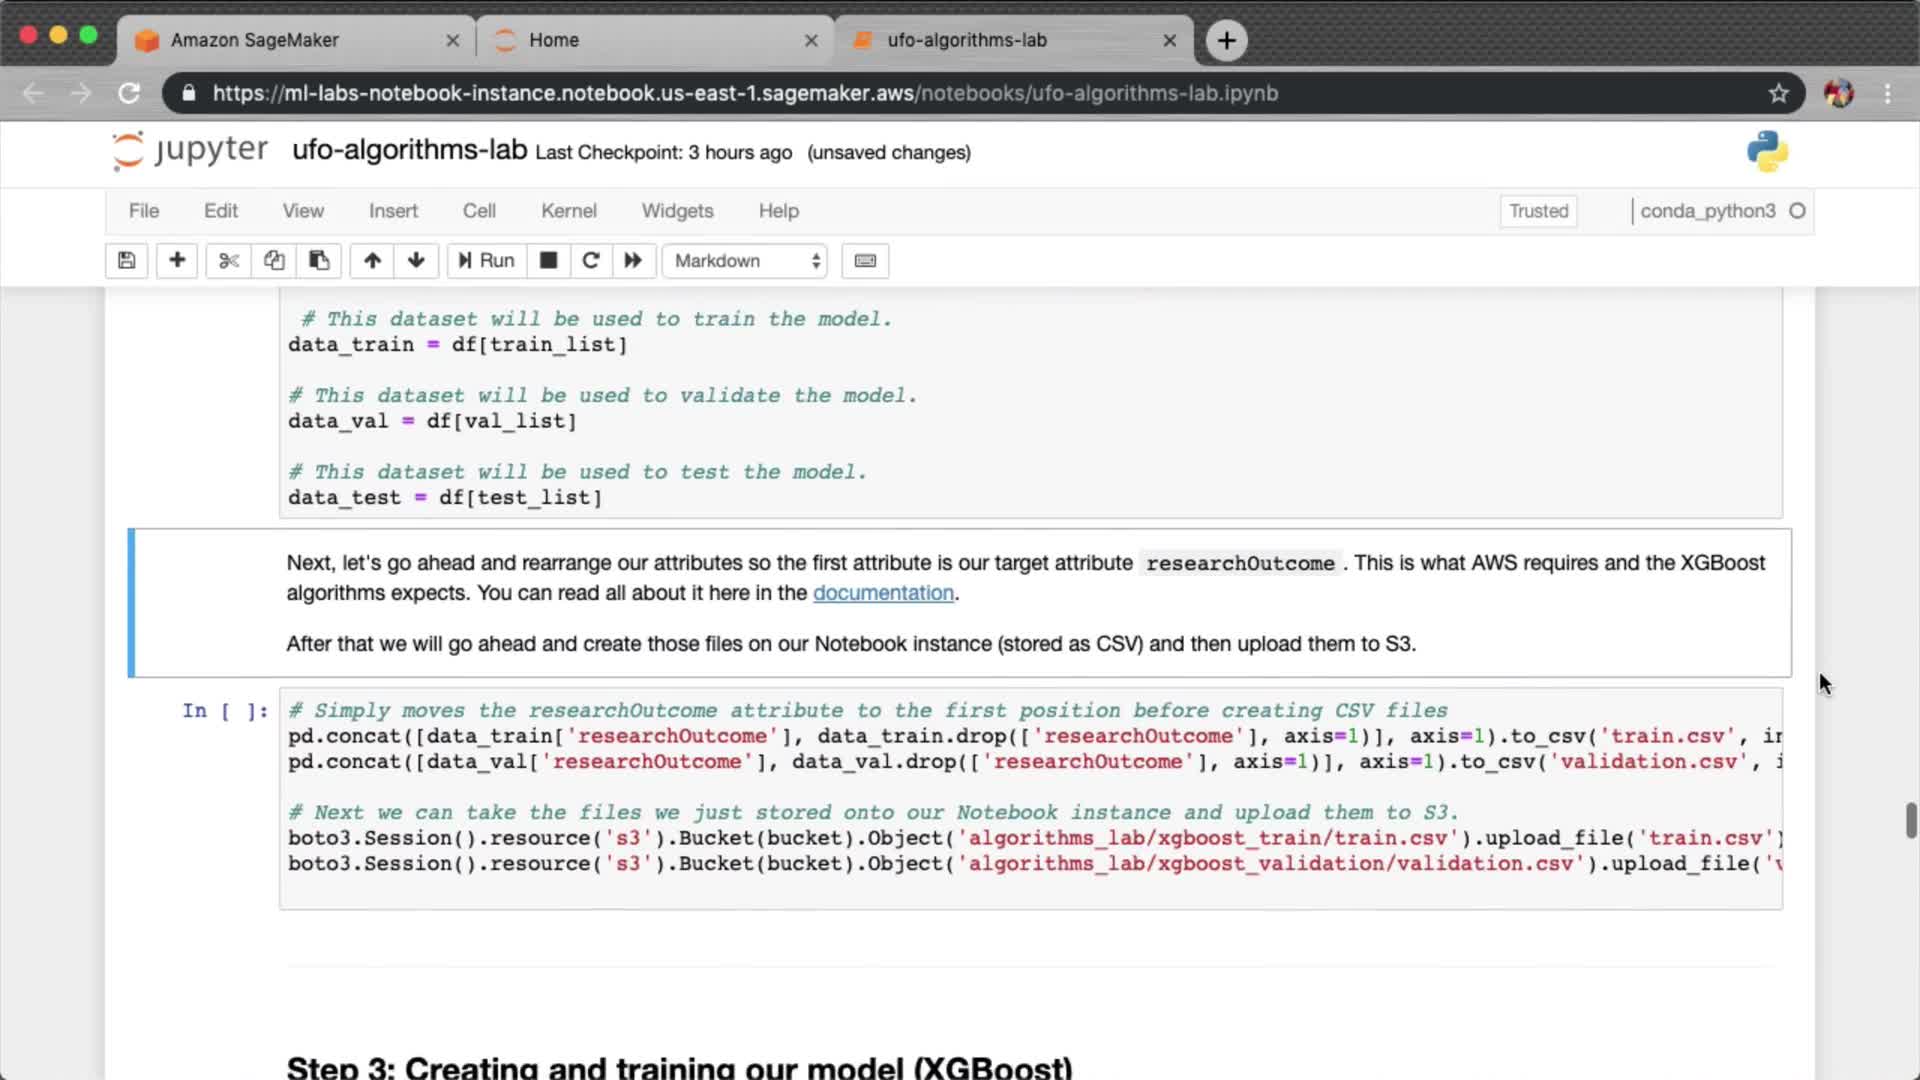 Amazon SageMaker
Home
ufo-algorithms-lab
https://ml-labs-notebook-instance.notebook.us-east-1.sagemaker.aws/notebooks/ufo-algorithms-lab.ipynb
jupyter ufo-algorithms-lab Last Checkpoint: 3 hours ago (unsaved changes)
File Edit View Insert Cell Kernel Widgets Help Trusted conda_python3
Run Markdown
# This dataset will be used to train the model.
data_train = df[train_list]
# This dataset will be used to validate the model.
data_val = df[val_list]
# This dataset will be used to test the model.
data_test = df[test_list]
Next, let's go ahead and rearrange our attributes so the first attribute is our target attribute researchOutcome . This is what AWS requires and the XGBoost
algorithms expects. You can read all about it here in the documentation.
After that we will go ahead and create those files on our Notebook instance (stored as CSV) and then upload them to S3.
In [ ]: # Simply moves the researchOutcome attribute to the first position before creating CSV files
pd.concat([data_train['researchOutcome'], data_train.drop(['researchOutcome'], axis=1)], axis=1).to_csv('train.csv',
pd.concat([data_val['researchOutcome'], data_val.drop(['researchOutcome'], axis=1)], axis=1).to_csv('validation.csv',
# Next we can take the files we just stored onto our Notebook instance and upload them to S3.
boto3.Session().resource('s3').Bucket(bucket).Object('algorithms_lab/xgboost_train/train.csv').upload_file('train.csv')
boto3.Session().resource('s3').Bucket(bucket).Object('algorithms_lab/xgboost_validation/validation.csv').upload_file('
Step 3: Creating and training our model (XGBoost)